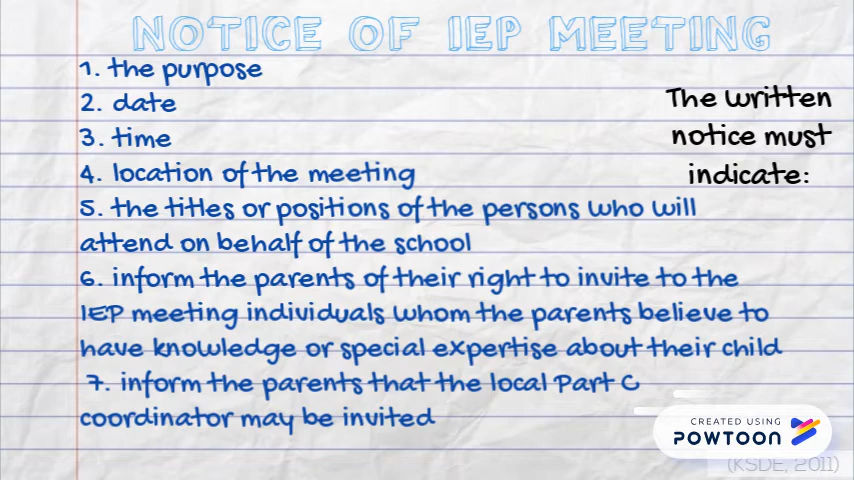 NOTICE OF IEP MEETING
1. the purpose
2. date
3. time
4. location of the meeting
5. the titles or positions of the persons who will
attend on behalf of the school
6. inform the parents of their right to invite to the
IEP meeting individuals whom the parents believe to
have knowledge or special expertise about their child
7. inform the parents that the local Part C
coordinator may be invited
The written
notice must
indicate:
CREATED USING
POWTOON
(KSDE, 2011)